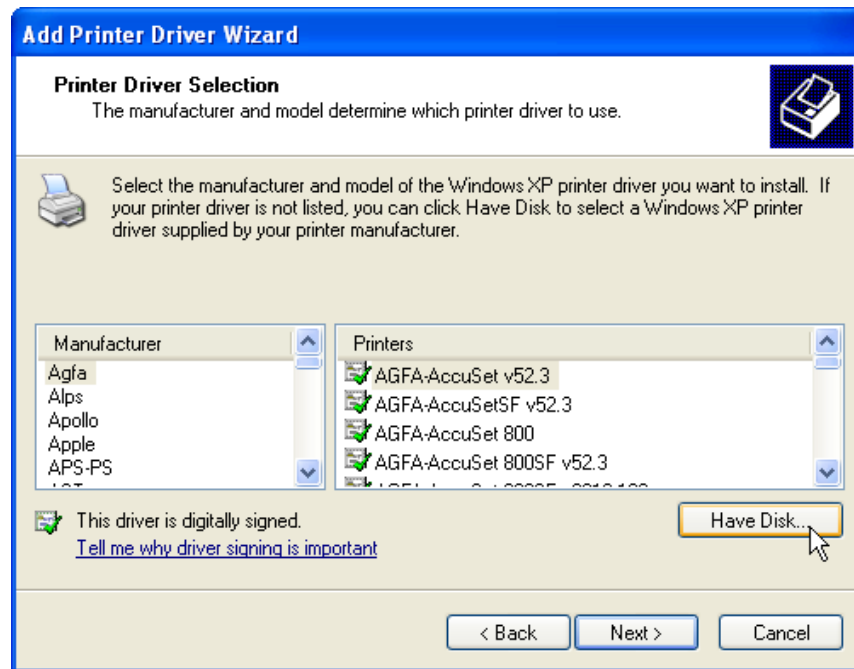 Add Printer Driver Wizard
Printer Driver Selection
The manufacturer and model determine which printer driver to use.
Select the manufacturer and model of the Windows XP printer driver you want to install. If
your printer driver is not listed, you can click Have Disk to select a Windows XP printer
driver supplied by your printer manufacturer.
Manufacturer
Agfa
Alps
Apollo
Apple
APS-PS
Printers
AGFA-AccuSet v52.3
AGFA-AccuSetSF v52.3
AGFA-AccuSet 800
AGFA-AccuSet 800SF v52.3
This driver is digitally signed.
Have Disk...
Tell me why driver signing is important
< Back
Next >
Cancel